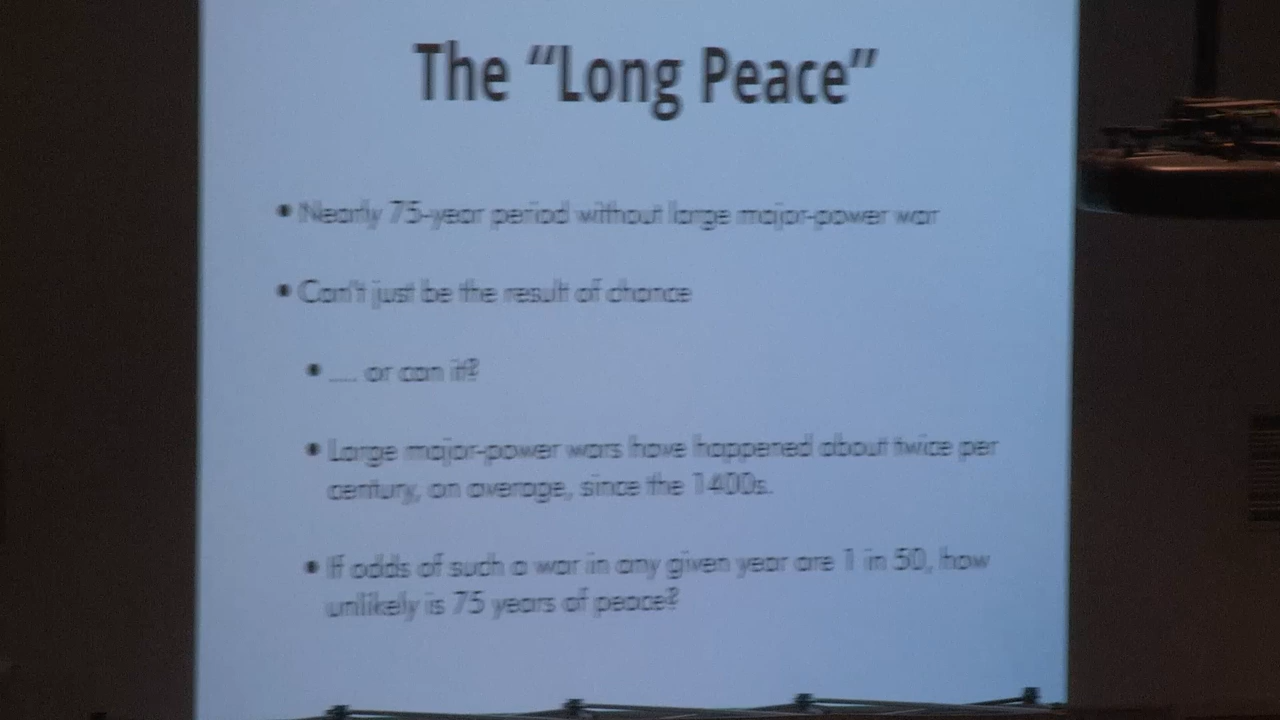 The “Long Peace”
• Nearly 75-year period without large major-power war
• Can't just be the result of chance
• .... or can it?
• Large major-power wars have happened about twice per
century, on average, since the 1400s.
• If odds of such a war in any given year are 1 in 50, how
unlikely is 75 years of peace?